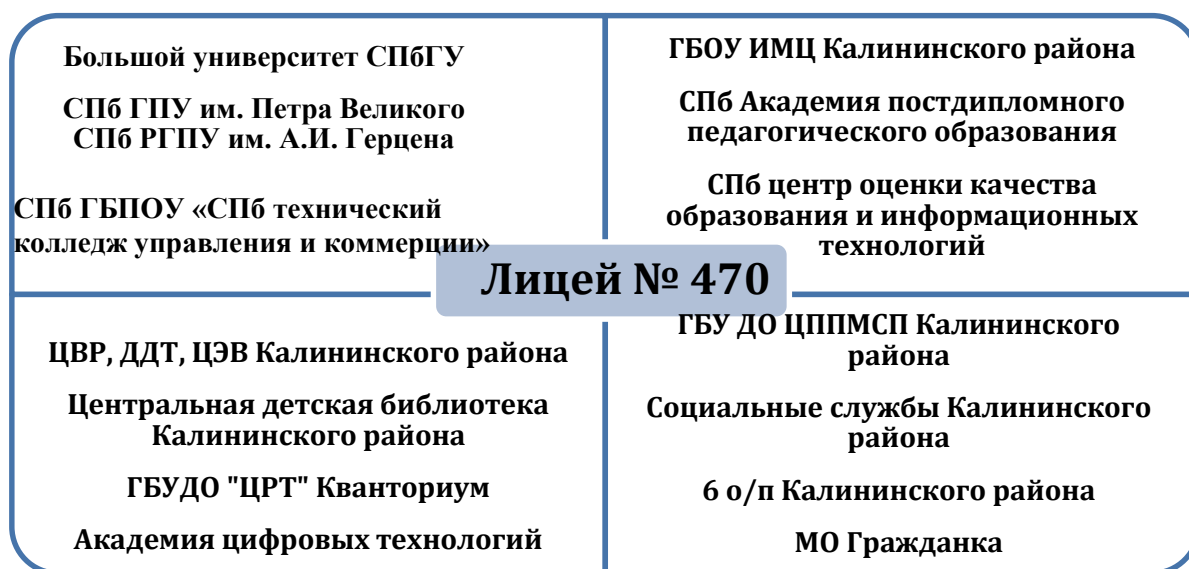 Большой университет СПбГУ
СПб ГПУ им. Петра Великого
СПб РГПУ им. А.И. Герцена
СПб ГБПОУ «СПб технический
колледж управления и коммерции»
ГБОУ ИМЦ Калининского района
СПб Академия постдипломного
педагогического образования
СПб центр оценки качества
образования и информационных
технологий
Лицей № 470
ЦВР, ДДТ, ЦЭВ Калининского района
Центральная детская библиотека
Калининского района
ГБУДО "ЦРТ" Кванториум
Академия цифровых технологий
ГБУ ДО ЦППМСП Калининского
района
Социальные службы Калининского
района
6 о/п Калининского района
МО Гражданка